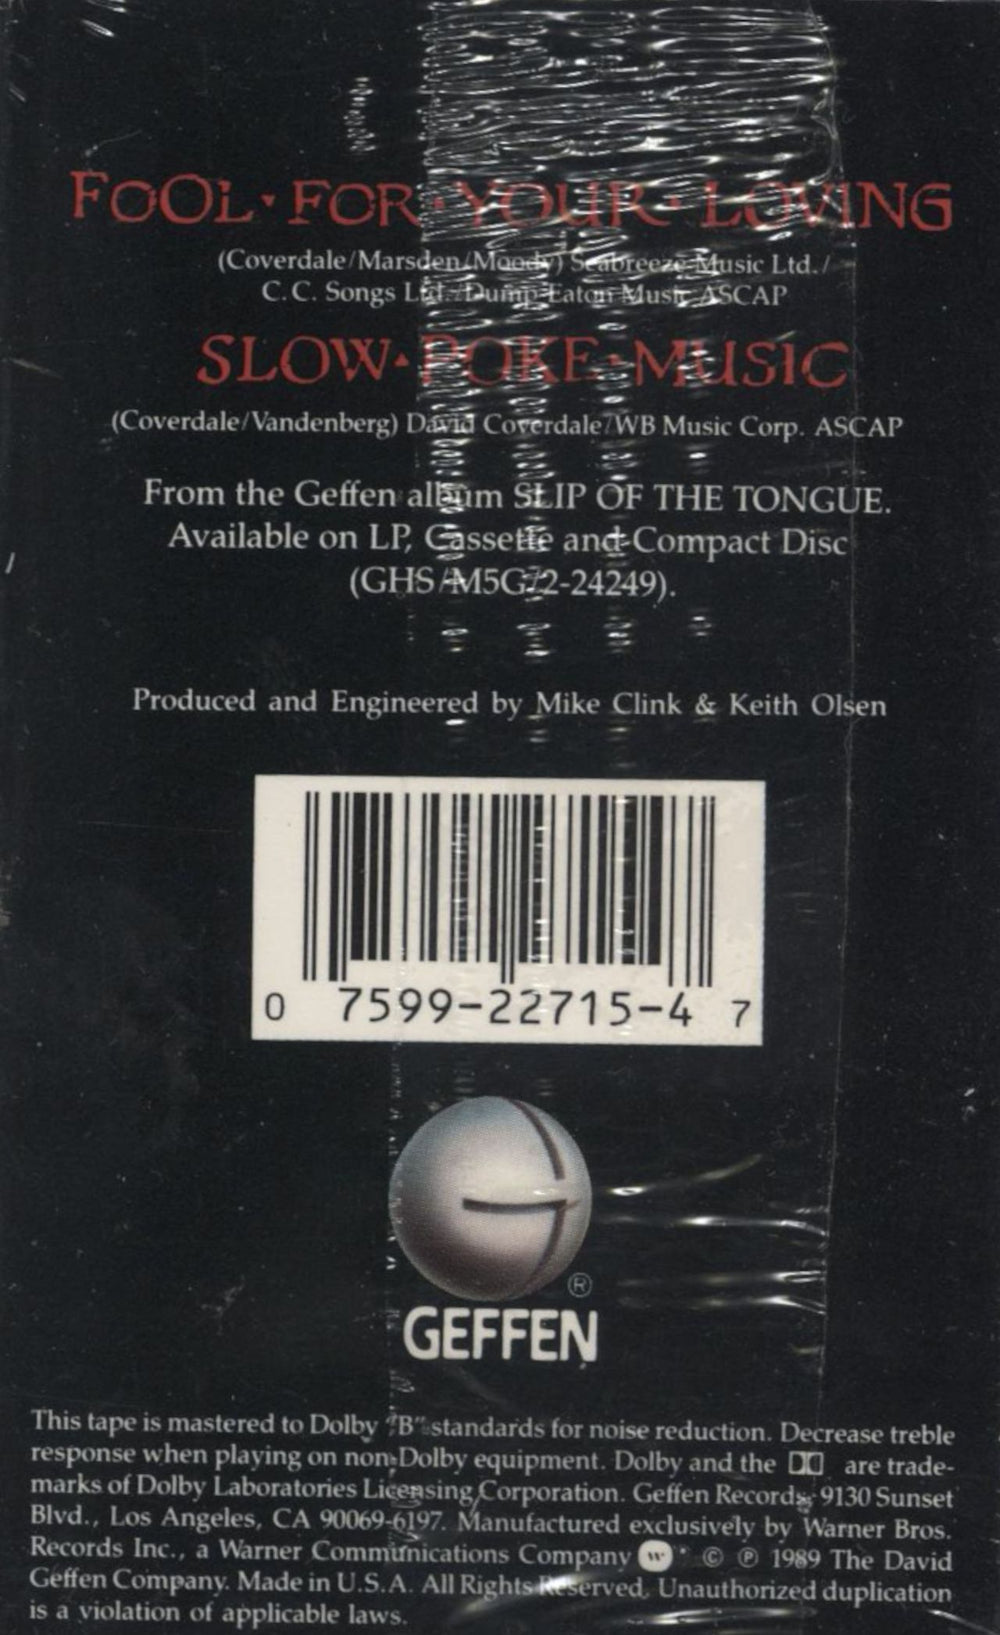 FOOL · FOR · YOUR · LOVING
(Coverdale/Marsden/Moody) Seabreeze Music Ltd./
C.C. Songs Ltd./Dump-Eaton Music ASCAP
SLOW · POKE · MUSIC
(Coverdale/Vandenberg) David Coverdale/WB Music Corp. ASCAP
From the Geffen album SLIP OF THE TONGUE.
Available on LP, Cassette and Compact Disc
(GHS/M5G/2-24249).
Produced and Engineered by Mike Clink & Keith Olsen
0 7599-22715-4 7
®
GEFFEN
This tape is mastered to Dolby "B" standards for noise reduction. Decrease treble
response when playing on non-Dolby equipment. Dolby and the are trade-
marks of Dolby Laboratories Licensing Corporation. Geffen Records, 9130 Sunset
Blvd., Los Angeles, CA 90069-6197. Manufactured exclusively by Warner Bros.
Records Inc., a Warner Communications Company w · © ℗ 1989 The David
Geffen Company. Made in U.S.A. All Rights Reserved. Unauthorized duplication
is a violation of applicable laws.